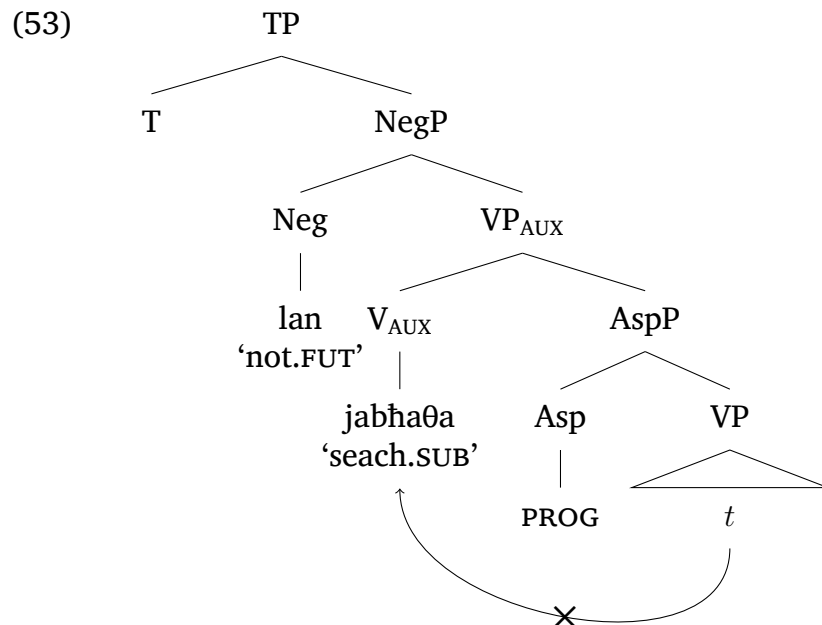 (53) TP
T NegP
Neg VP_AUX
lan V_AUX AspP
‘not.FUT’
jabħaθa Asp VP
‘seach.SUB’
PROG t